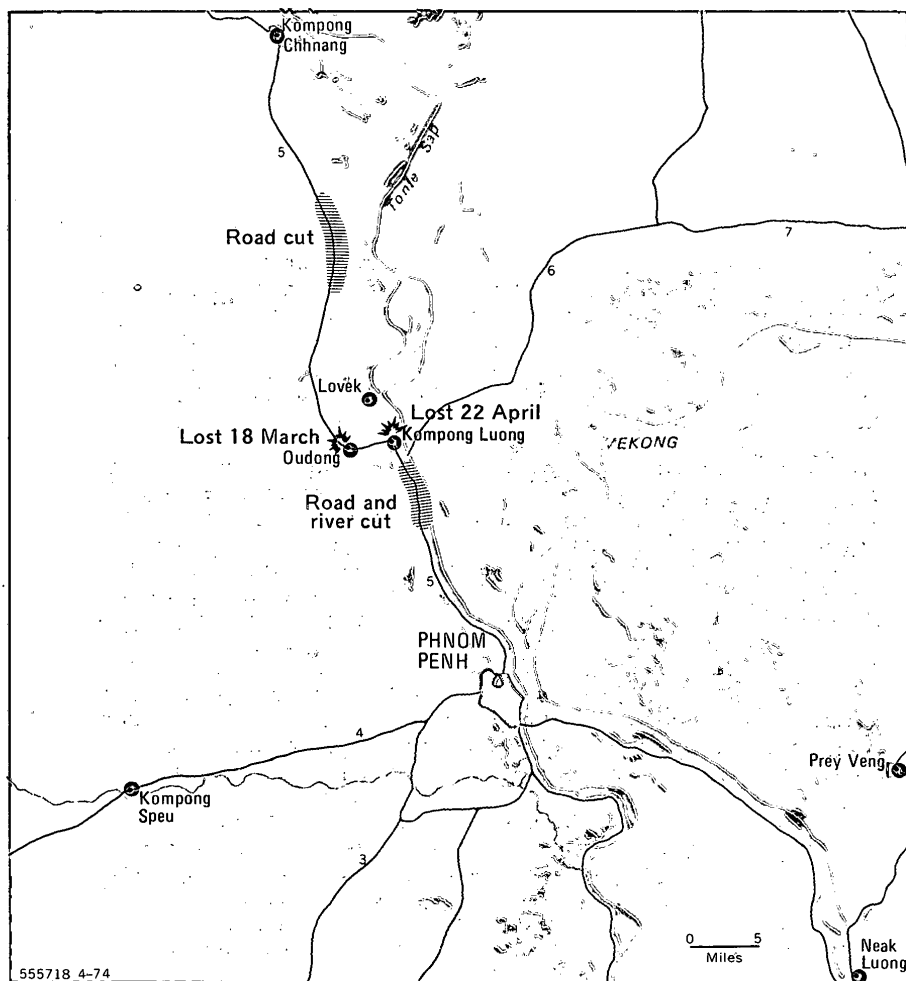 Kompong
Chhnang
5
Tonle Sap
Road cut
7
6
Lovek
Lost 22 April
Kompong Luong
Lost 18 March
Oudong
MEKONG
Road and
river cut
5
PHNOM
PENH
4
Prey Veng
Kompong
Speu
3
0 5
Miles
Neak
Luong
555718 4-74